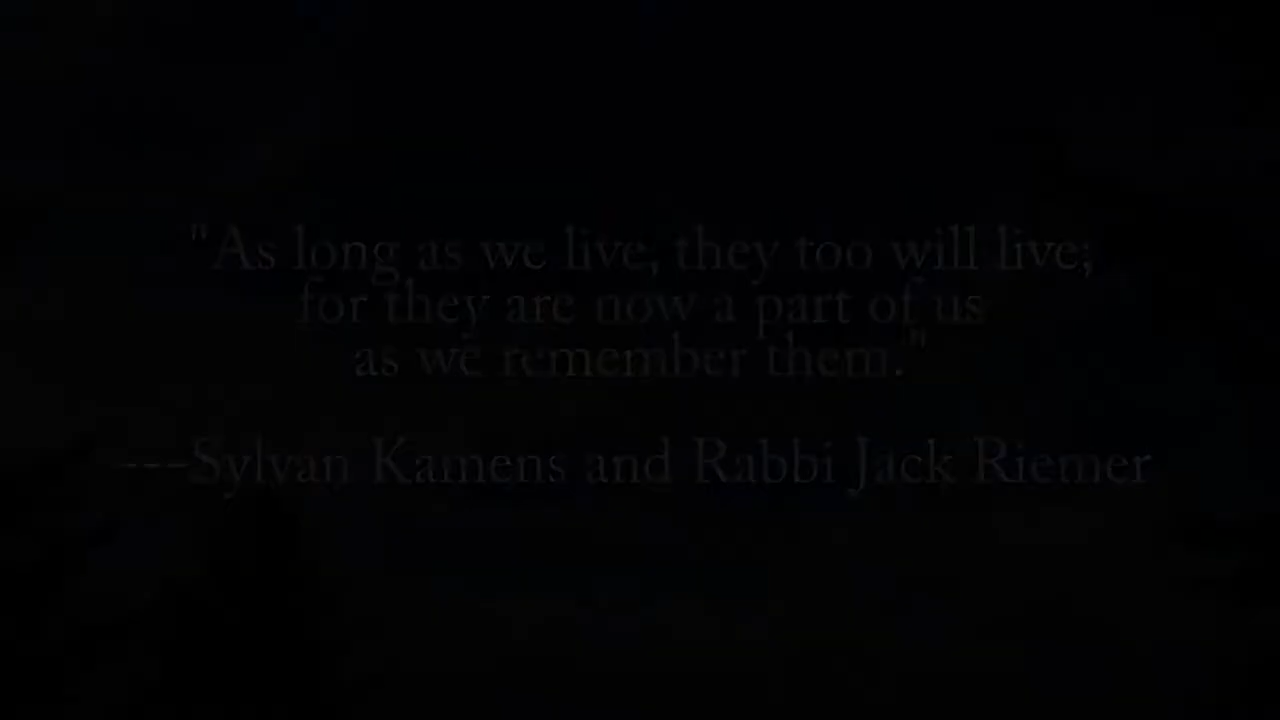 "As long as we live, they too will live;
for they are now a part of us
as we remember them."
---Sylvan Kamens and Rabbi Jack Riemer